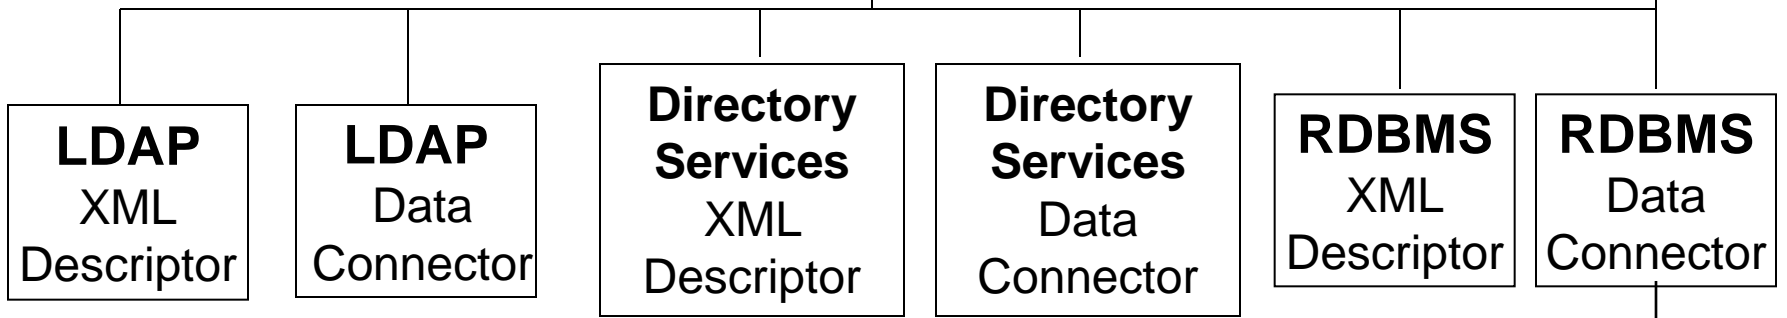 LDAP
XML
Descriptor
LDAP
Data
Connector
Directory
Services
XML
Descriptor
Directory
Services
Data
Connector
RDBMS
XML
Descriptor
RDBMS
Data
Connector